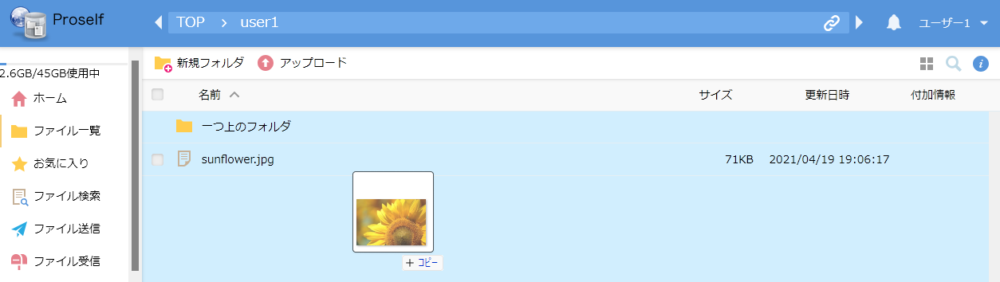 Proself
TOP > user1
ユーザー1
2.6GB/45GB使用中
ホーム
ファイル一覧
お気に入り
ファイル検索
ファイル送信
ファイル受信
新規フォルダ アップロード
名前 サイズ 更新日時 付加情報
一つ上のフォルダ
sunflower.jpg 71KB 2021/04/19 19:06:17
+ コピー